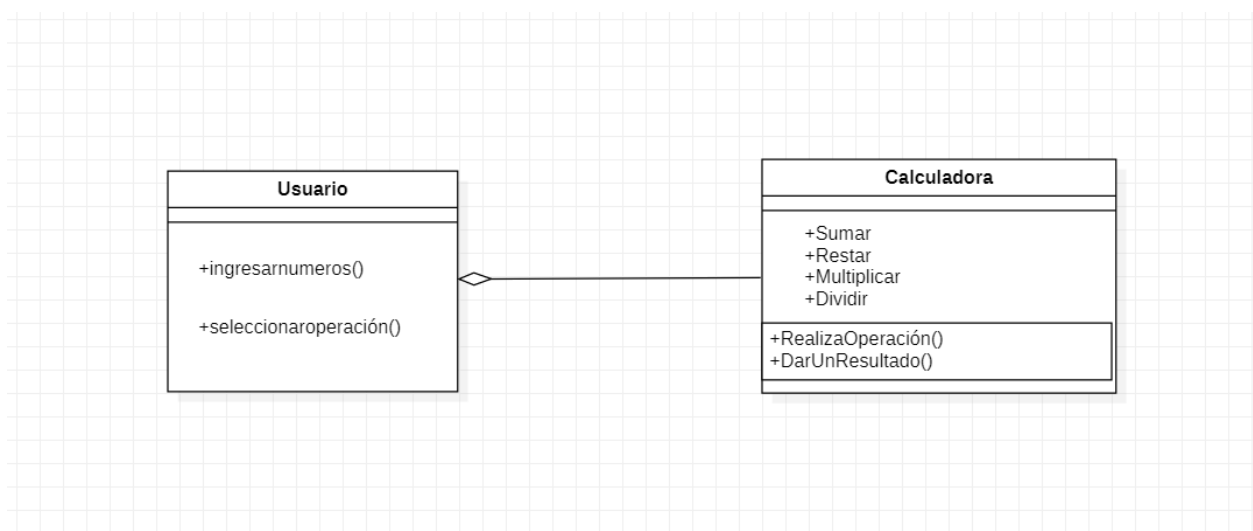 Usuario
+ingresarnumeros()
+seleccionaroperación()
Calculadora
+Sumar
+Restar
+Multiplicar
+Dividir
+RealizaOperación()
+DarUnResultado()